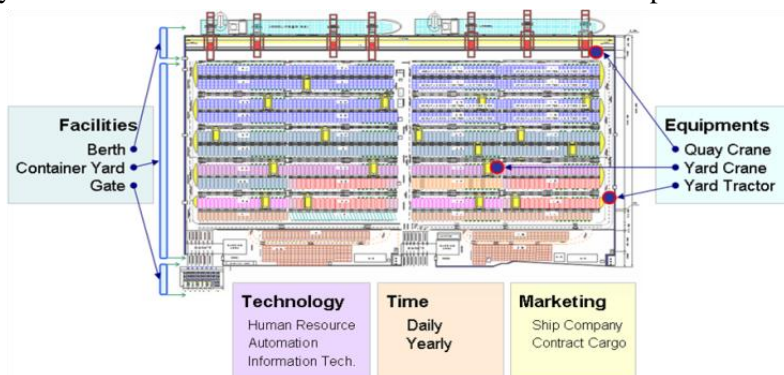 Facilities
Berth
Container Yard
Gate
Equipments
Quay Crane
Yard Crane
Yard Tractor
Technology
Human Resource
Automation
Information Tech.
Time
Daily
Yearly
Marketing
Ship Company
Contract Cargo